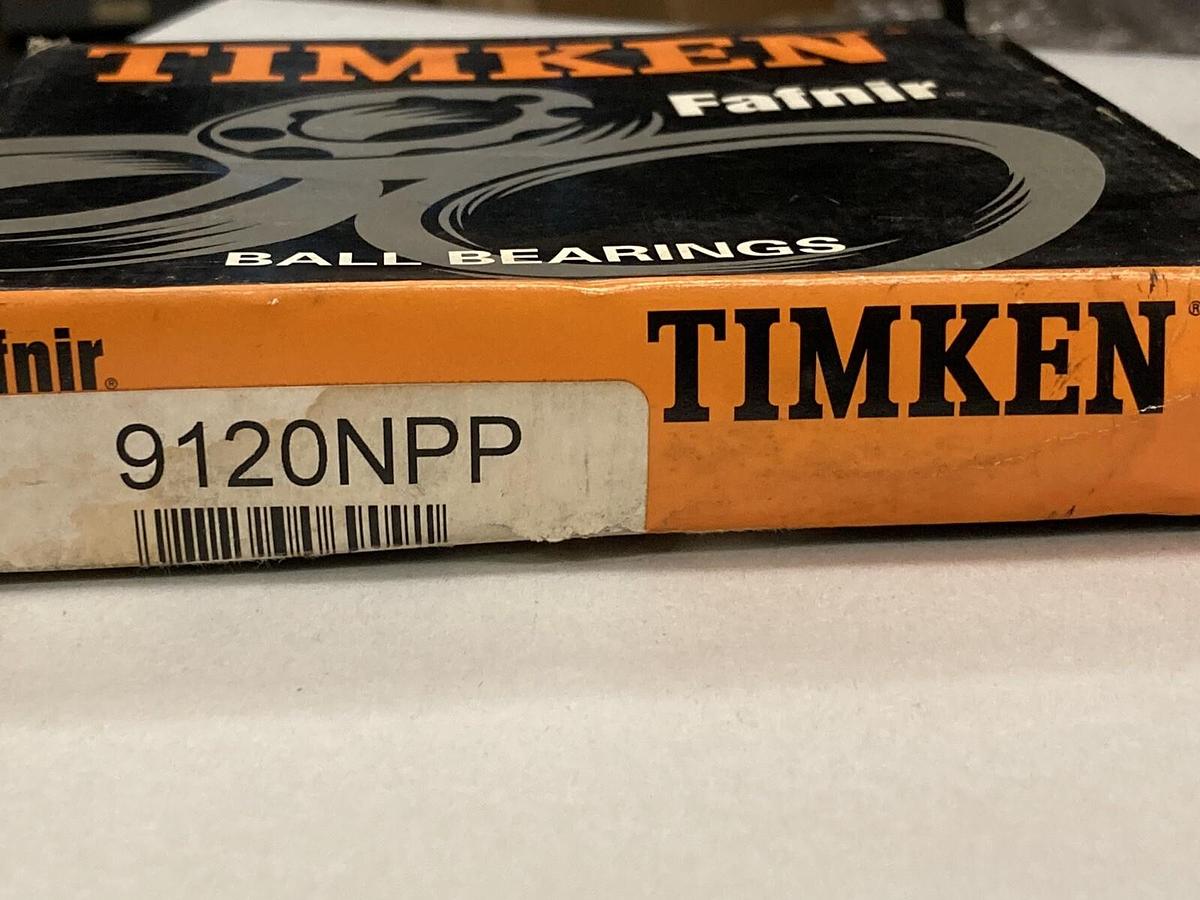 TIMKEN
Fafnir
BALL BEARINGS
fnir®
TIMKEN®
9120NPP